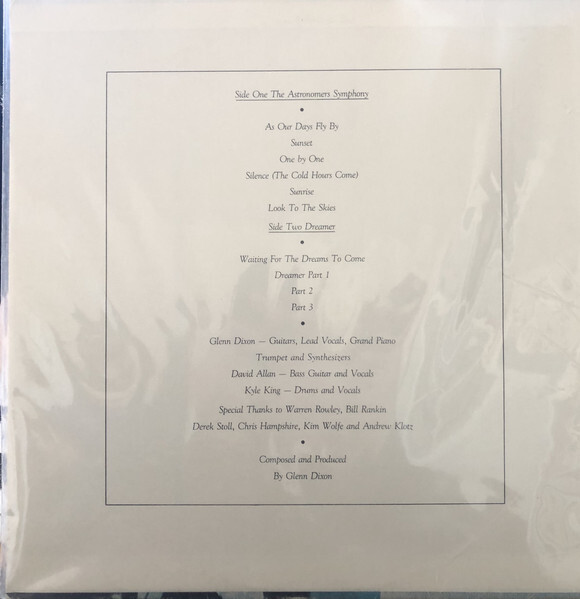 Side One The Astronomers Symphony
•
As Our Days Fly By
Sunset
One by One
Silence (The Cold Hours Come)
Sunrise
Look To The Skies
Side Two Dreamer
•
Waiting For The Dreams To Come
Dreamer Part 1
Part 2
Part 3
•
Glenn Dixon — Guitars, Lead Vocals, Grand Piano
Trumpet and Synthesizers
David Allan — Bass Guitar and Vocals
Kyle King — Drums and Vocals
Special Thanks to Warren Rowley, Bill Rankin
Derek Stoll, Chris Hampshire, Kim Wolfe and Andrew Klotz
•
Composed and Produced
By Glenn Dixon